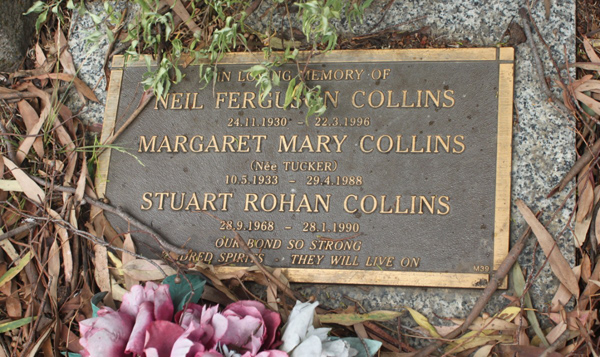 IN LOVING MEMORY OF
NEIL FERGUSON COLLINS
24.11.1930 - 22.3.1996
MARGARET MARY COLLINS
(Née TUCKER)
10.5.1933 - 29.4.1988
STUART ROHAN COLLINS
28.9.1968 - 28.1.1990
OUR BOND SO STRONG
SPIRITS THEY WILL LIVE ON
M39